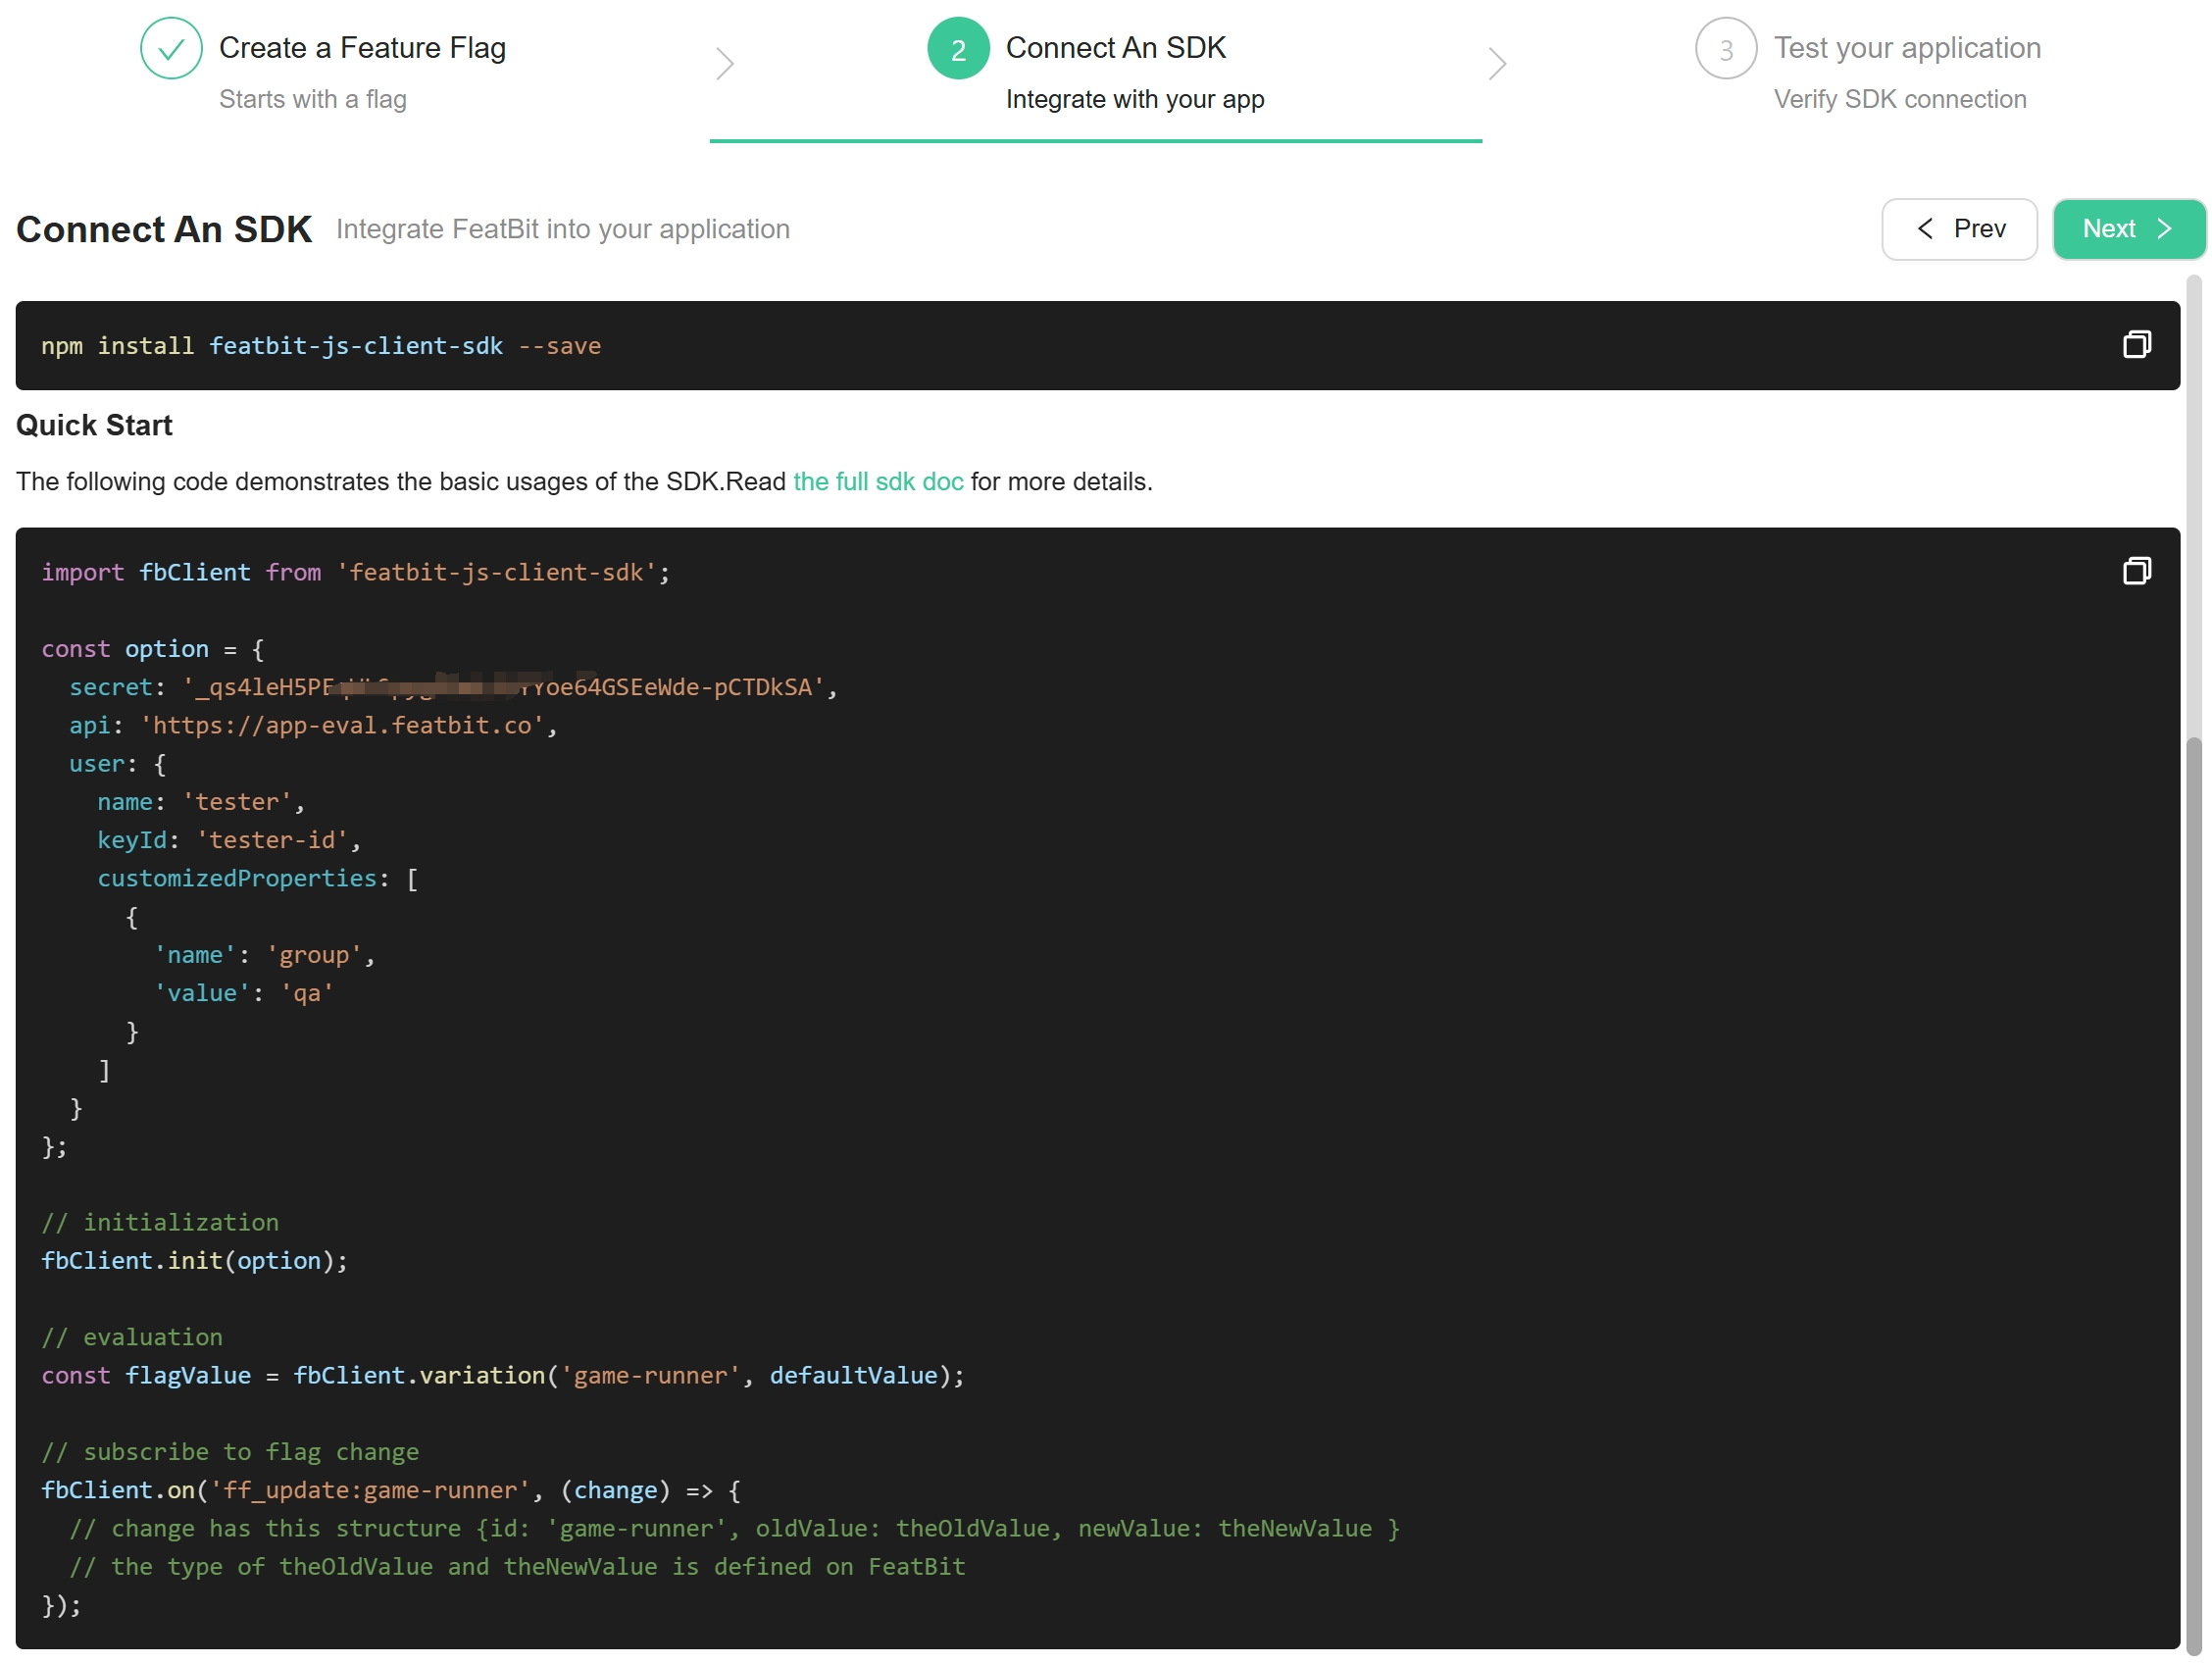 Create a Feature Flag
Starts with a flag
2 Connect An SDK
Integrate with your app
3 Test your application
Verify SDK connection
Connect An SDK Integrate FeatBit into your application
Prev
Next
npm install featbit-js-client-sdk --save
Quick Start
The following code demonstrates the basic usages of the SDK.Read the full sdk doc for more details.
import fbClient from 'featbit-js-client-sdk';
const option = {
secret:
api: 'https://app-eval.featbit.co',
user: {
name: 'tester',
keyId: 'tester-id',
customizedProperties: [
{
'name': 'group',
'value': 'qa'
}
]
}
};
// initialization
fbClient.init(option);
// evaluation
const flagValue = fbClient.variation('game-runner', defaultValue);
// subscribe to flag change
fbClient.on('ff_update:game-runner', (change) => {
// change has this structure {id: 'game-runner', oldValue: theOldValue, newValue: theNewValue }
// the type of theOldValue and theNewValue is defined on FeatBit
});